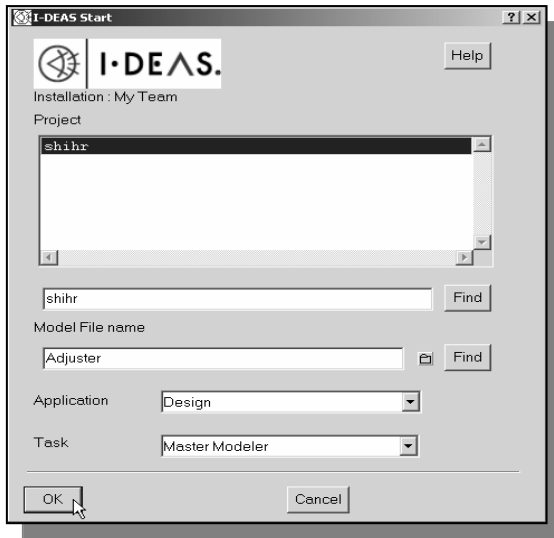 I-DEAS Start
I·DEAS.
Help
Installation : My Team
Project
shihr
shihr
Find
Model File name
Adjuster
Find
Application
Design
Task
Master Modeler
OK
Cancel